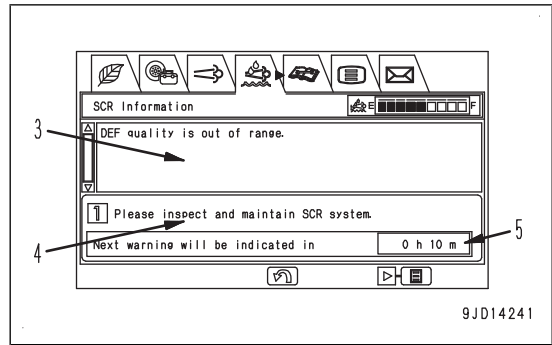 SCR Information
E F
3
DEF quality is out of range.
1 Please inspect and maintain SCR system.
4
Next warning will be indicated in 0 h 10 m
5
9JD14241